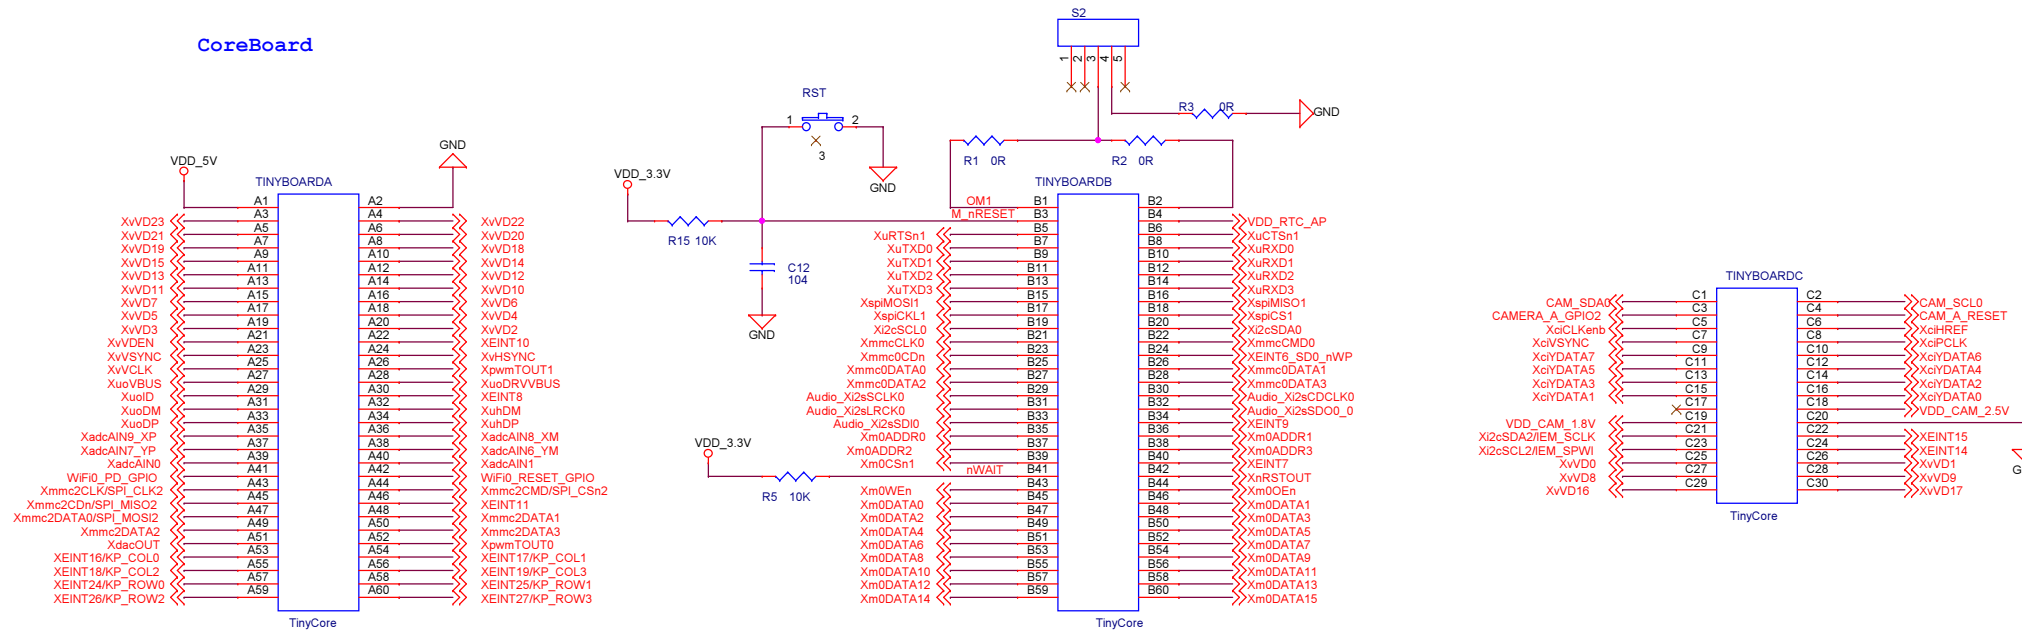 CoreBoard
VDD_5V
GND
TINYBOARDA
A1 A2
XvVD23 A3 A4 XvVD22
XvVD21 A5 A6 XvVD20
XvVD19 A7 A8 XvVD18
XvVD15 A9 A10 XvVD14
XvVD13 A11 A12 XvVD12
XvVD11 A13 A14 XvVD10
XvVD7 A15 A16 XvVD6
XvVD5 A17 A18 XvVD4
XvVD3 A19 A20 XvVD2
XvVDEN A21 A22 XEINT10
XvVSYNC A23 A24 XvHSYNC
XvVCLK A25 A26 XpwmTOUT1
XuoVBUS A27 A28 XuoDRVVBUS
XuoID A29 A30 XEINT8
XuoDM A31 A32 XuhDM
XuoDP A33 A34 XuhDP
XadcAIN9_XP A35 A36 XadcAIN8_XM
XadcAIN7_YP A37 A38 XadcAIN6_YM
XadcAIN0 A39 A40 XadcAIN1
WiFi0_PD_GPIO A41 A42 WiFi0_RESET_GPIO
Xmmc2CLK/SPI_CLK2 A43 A44 Xmmc2CMD/SPI_CSn2
Xmmc2CDn/SPI_MISO2 A45 A46 XEINT11
Xmmc2DATA0/SPI_MOSI2 A47 A48 Xmmc2DATA1
Xmmc2DATA2 A49 A50 Xmmc2DATA3
XdacOUT A51 A52 XpwmTOUT0
XEINT16/KP_COL0 A53 A54 XEINT17/KP_COL1
XEINT18/KP_COL2 A55 A56 XEINT19/KP_COL3
XEINT24/KP_ROW0 A57 A58 XEINT25/KP_ROW1
XEINT26/KP_ROW2 A59 A60 XEINT27/KP_ROW3
TinyCore
S2
1 2 3 4 5
R3 0R
GND
RST
1 2
3
GND
R1 0R
R2 0R
VDD_3.3V
R15 10K
C12
104
GND
VDD_3.3V
R5 10K
TINYBOARDB
OM1 B1 B2
M_nRESET B3 B4 VDD_RTC_AP
XuRTSn1 B5 B6 XuCTSn1
XuTXD0 B7 B8 XuRXD0
XuTXD1 B9 B10 XuRXD1
XuTXD2 B11 B12 XuRXD2
XuTXD3 B13 B14 XuRXD3
XspiMOSI1 B15 B16 XspiMISO1
XspiCKL1 B17 B18 XspiCS1
Xi2cSCL0 B19 B20 Xi2cSDA0
XmmcCLK0 B21 B22 XmmcCMD0
Xmmc0CDn B23 B24 XEINT6_SD0_nWP
Xmmc0DATA0 B25 B26 Xmmc0DATA1
Xmmc0DATA2 B27 B28 Xmmc0DATA3
Audio_Xi2sSCLK0 B29 B30 Audio_Xi2sCDCLK0
Audio_Xi2sLRCK0 B31 B32 Audio_Xi2sSDO0_0
Audio_Xi2sSDI0 B33 B34 XEINT9
Xm0ADDR0 B35 B36 Xm0ADDR1
Xm0ADDR2 B37 B38 Xm0ADDR3
Xm0CSn1 B39 B40 XEINT7
nWAIT B41 B42 XnRSTOUT
Xm0WEn B43 B44 Xm0OEn
Xm0DATA0 B45 B46 Xm0DATA1
Xm0DATA2 B47 B48 Xm0DATA3
Xm0DATA4 B49 B50 Xm0DATA5
Xm0DATA6 B51 B52 Xm0DATA7
Xm0DATA8 B53 B54 Xm0DATA9
Xm0DATA10 B55 B56 Xm0DATA11
Xm0DATA12 B57 B58 Xm0DATA13
Xm0DATA14 B59 B60 Xm0DATA15
TinyCore
TINYBOARDC
CAM_SDA0 C1 C2 CAM_SCL0
CAMERA_A_GPIO2 C3 C4 CAM_A_RESET
XciCLKenb C5 C6 XciHREF
XciVSYNC C7 C8 XciPCLK
XciYDATA7 C9 C10 XciYDATA6
XciYDATA5 C11 C12 XciYDATA4
XciYDATA3 C13 C14 XciYDATA2
XciYDATA1 C15 C16 XciYDATA0
C17 C18 VDD_CAM_2.5V
VDD_CAM_1.8V C19 C20
Xi2cSDA2/IEM_SCLK C21 C22 XEINT15
Xi2cSCL2/IEM_SPWI C23 C24 XEINT14
XvVD0 C25 C26 XvVD1
XvVD8 C27 C28 XvVD9
XvVD16 C29 C30 XvVD17
TinyCore